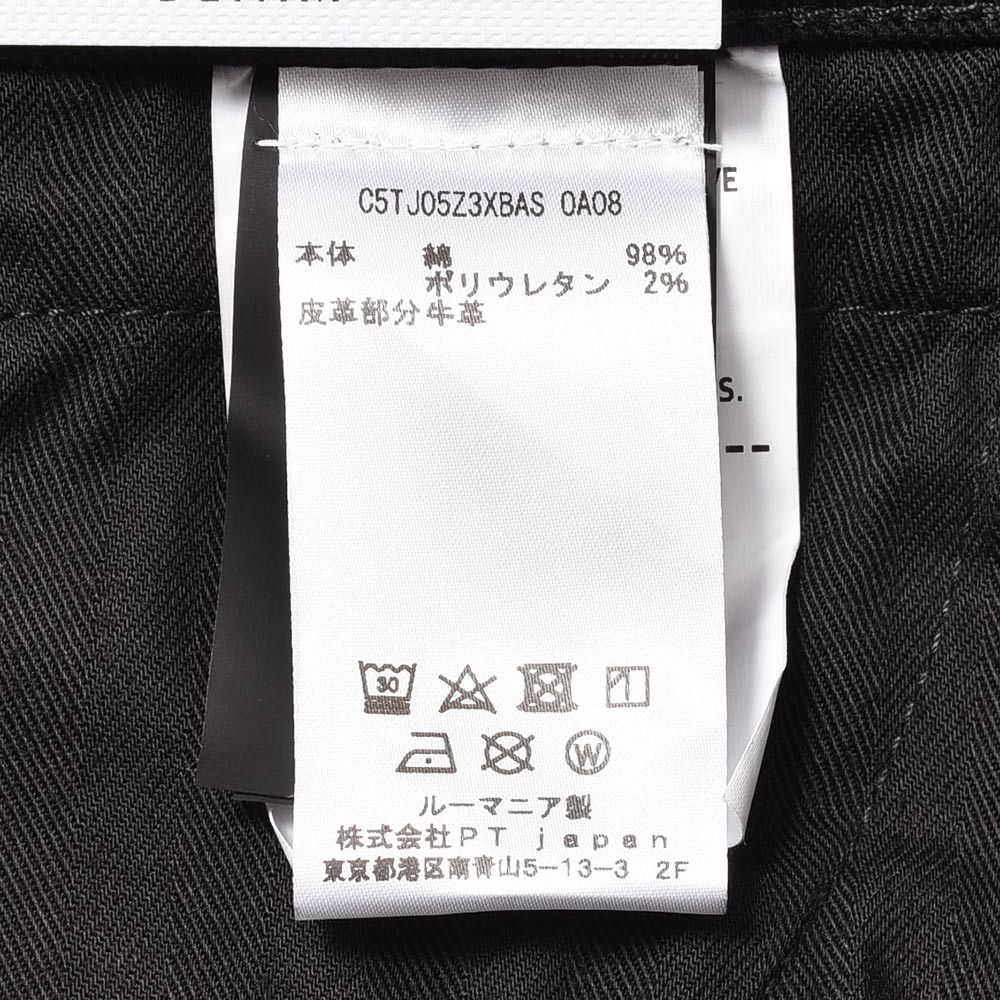 C5TJ05Z3XBAS 0A08
本体 綿 98%
ポリウレタン 2%
皮革部分牛革
30
W
ルーマニア製
株式会社PT japan
東京都港区南青山5-13-3 2F
S.
--